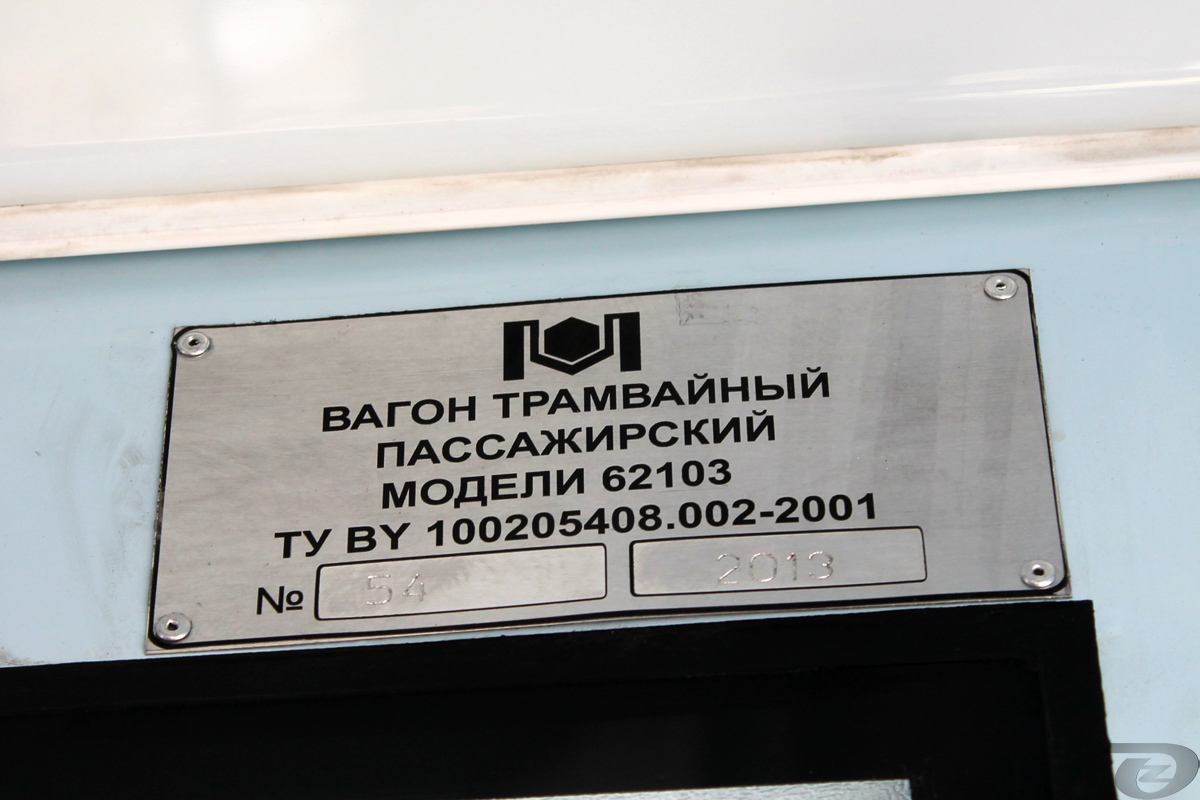 ВАГОН ТРАМВАЙНЫЙ
ПАССАЖИРСКИЙ
МОДЕЛИ 62103
ТУ BY 100205408.002-2001
№ 54 2013